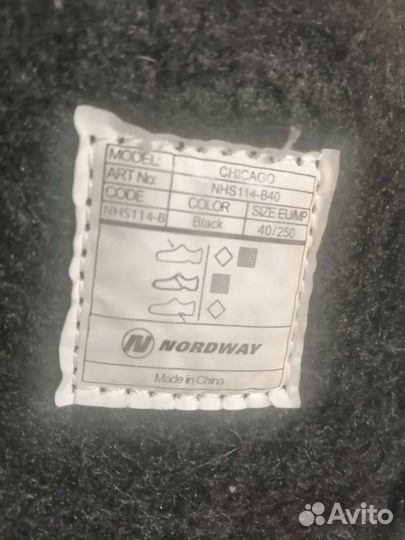 MODEL: CHICAGO
ART No: NHS114-B40
CODE COLOR SIZE EU/MP
NHS114-B Black 40/250
NORDWAY
Made in China
Avito